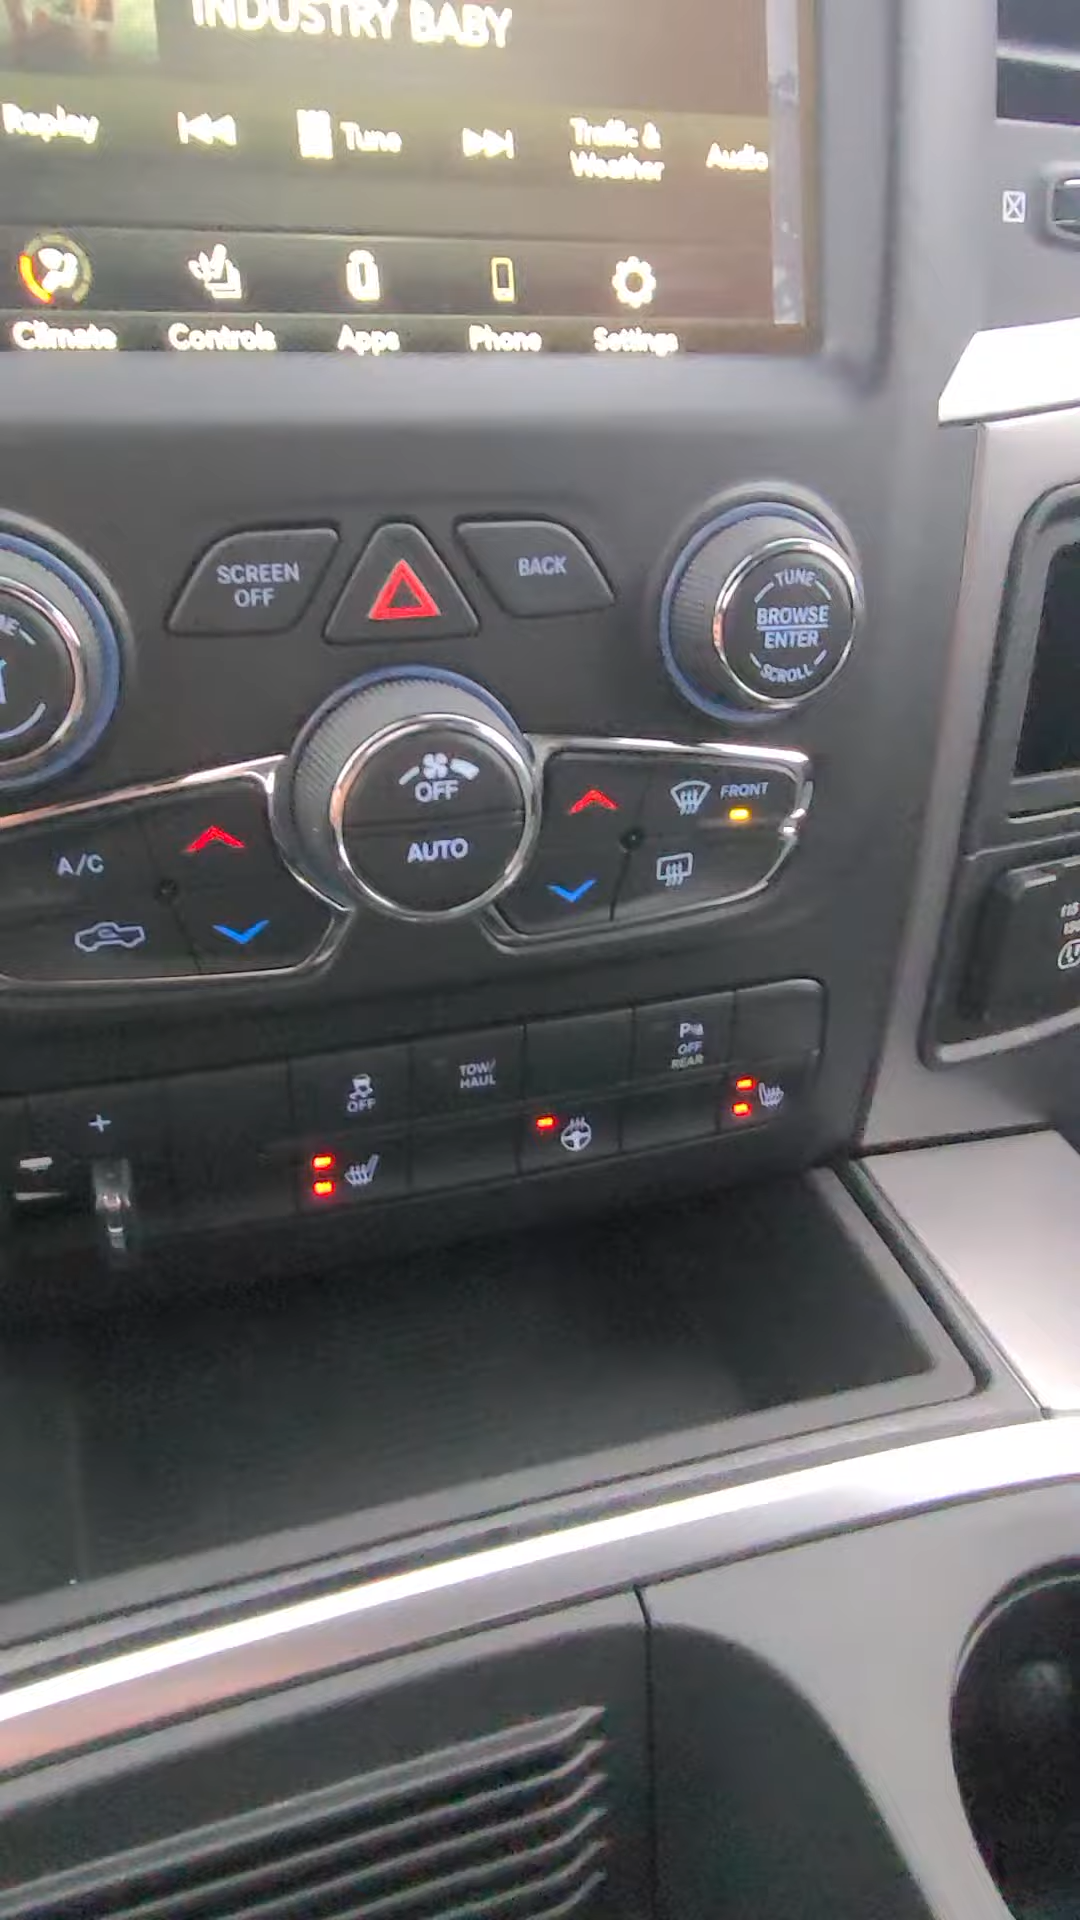 INDUSTRY BABY
Replay
Tune
Traffic &
Weather
Audio
Climate
Controls
Apps
Phone
Settings
SCREEN
OFF
BACK
TUNE
BROWSE
ENTER
SCROLL
OFF
AUTO
A/C
FRONT
OFF
TOW/
HAUL
P
OFF
REAR
+
115